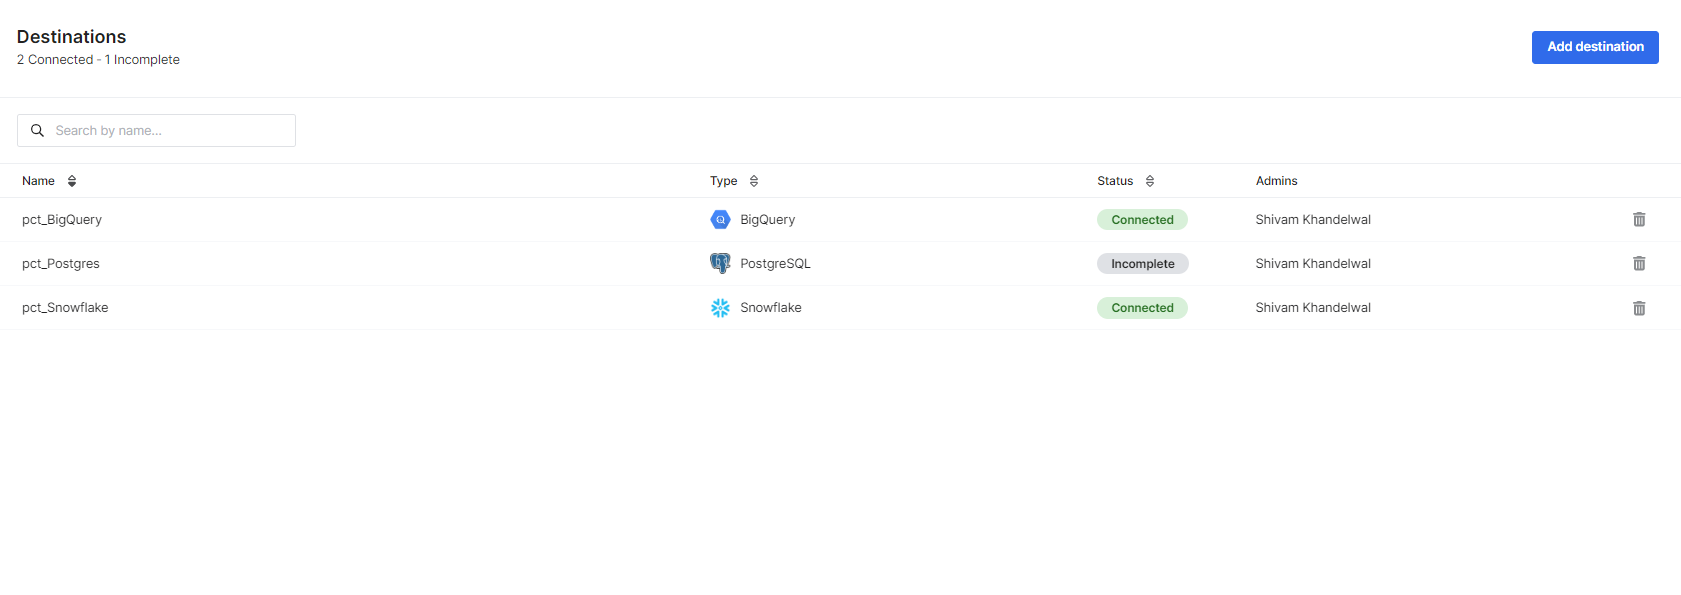 Destinations
2 Connected - 1 Incomplete
Add destination
Search by name...
Name Type Status Admins
pct_BigQuery BigQuery Connected Shivam Khandelwal
pct_Postgres PostgreSQL Incomplete Shivam Khandelwal
pct_Snowflake Snowflake Connected Shivam Khandelwal